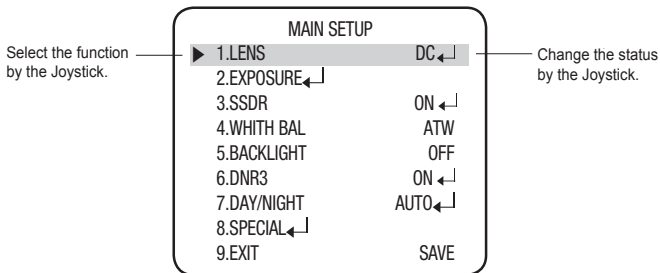 MAIN SETUP
Select the function
by the Joystick.
▶ 1.LENS DC↵
Change the status
by the Joystick.
2.EXPOSURE↵
3.SSDR ON ↵
4.WHITH BAL ATW
5.BACKLIGHT OFF
6.DNR3 ON ↵
7.DAY/NIGHT AUTO↵
8.SPECIAL↵
9.EXIT SAVE